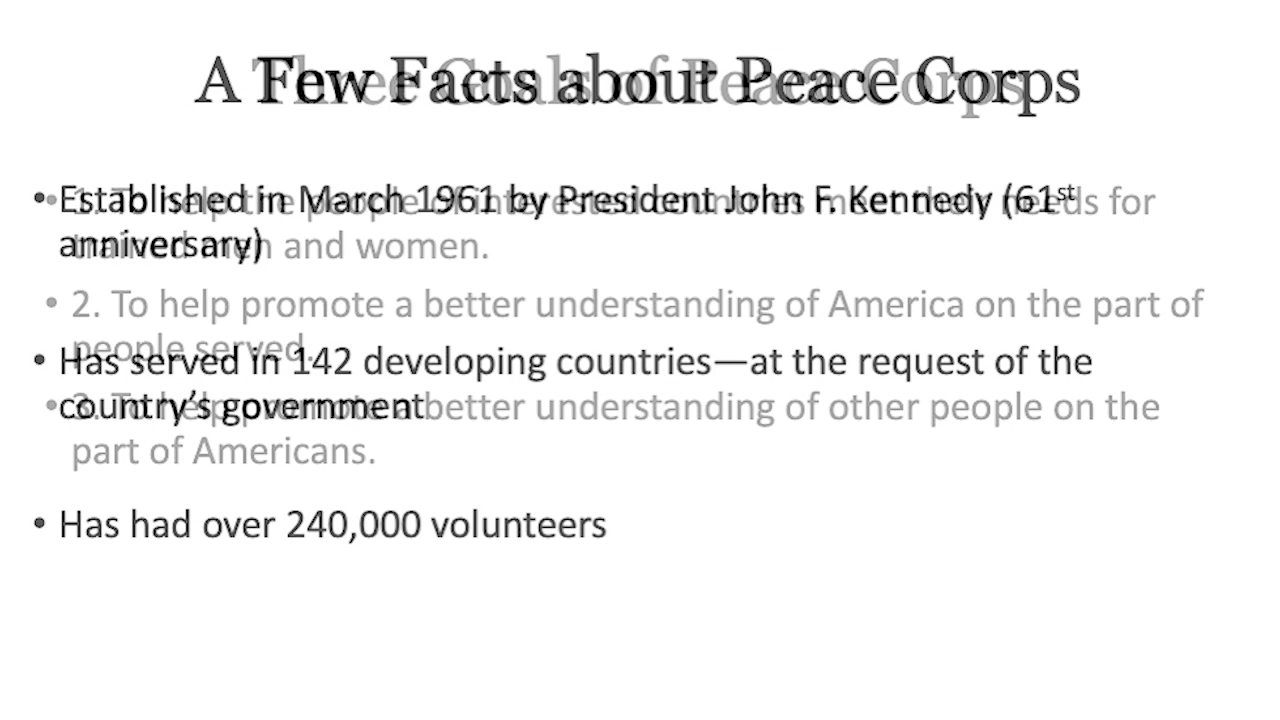 A Few Facts about Peace Corps
• Established in March 1961 by President John F. Kennedy (61st
anniversary)
• Has served in 142 developing countries—at the request of the
country’s government
• Has had over 240,000 volunteers
Three Goals of Peace Corps
• 1. To help the people of interested countries meet their needs for
trained men and women.
• 2. To help promote a better understanding of America on the part of
people served.
• 3. To help promote a better understanding of other people on the
part of Americans.